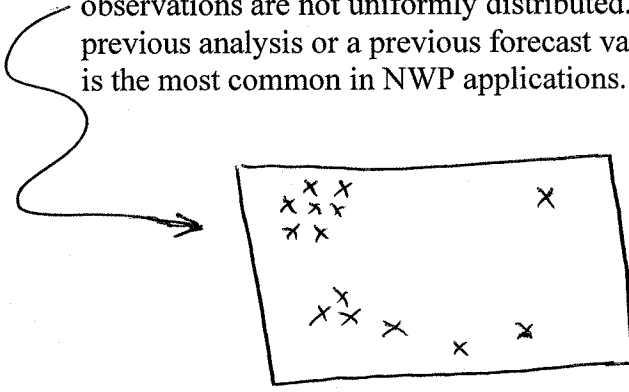 observations are not uniformly distributed.
previous analysis or a previous forecast va
is the most common in NWP applications.